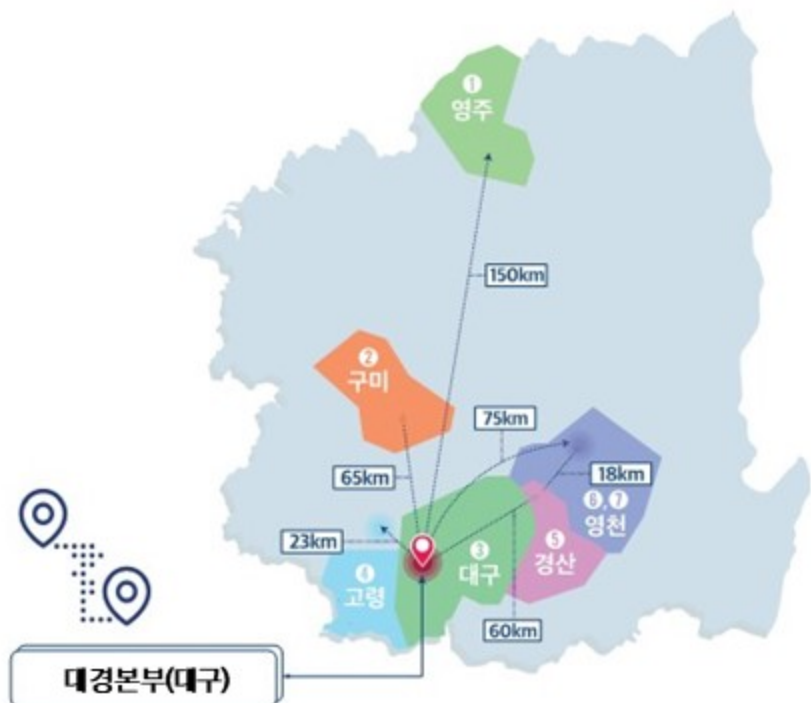 ❶
영주
150km
❷
구미
75km
65km
18km
❻,❼
영천
23km
❸
대구
❺
경산
❹
고령
60km
대경본부(대구)